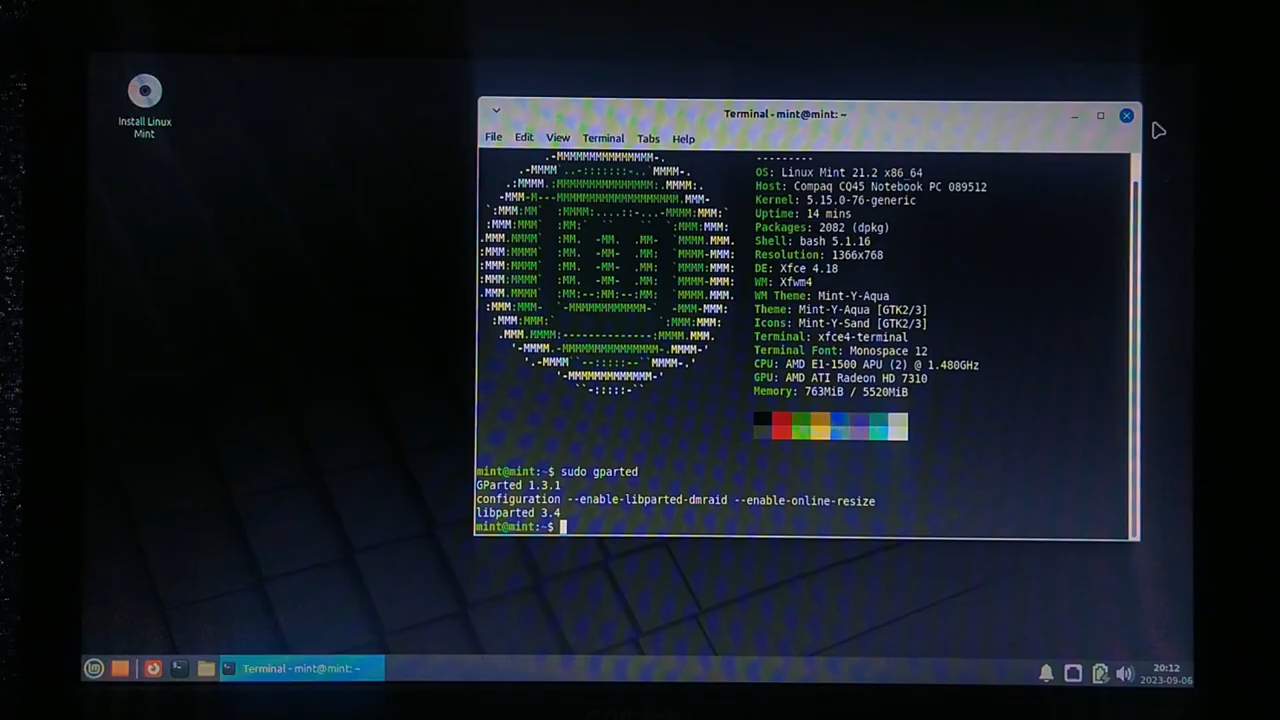 Install Linux
Mint
Terminal - mint@mint: ~
File Edit View Terminal Tabs Help
---------
OS: Linux Mint 21.2 x86_64
Host: Compaq CQ45 Notebook PC 089512
Kernel: 5.15.0-76-generic
Uptime: 14 mins
Packages: 2082 (dpkg)
Shell: bash 5.1.16
Resolution: 1366x768
DE: Xfce 4.18
WM: Xfwm4
WM Theme: Mint-Y-Aqua
Theme: Mint-Y-Aqua [GTK2/3]
Icons: Mint-Y-Sand [GTK2/3]
Terminal: xfce4-terminal
Terminal Font: Monospace 12
CPU: AMD E1-1500 APU (2) @ 1.480GHz
GPU: AMD ATI Radeon HD 7310
Memory: 763MiB / 5520MiB
mint@mint:~$ sudo gparted
GParted 1.3.1
configuration --enable-libparted-dmraid --enable-online-resize
libparted 3.4
mint@mint:~$
Terminal - mint@mint: ~
20:12
2023-09-06